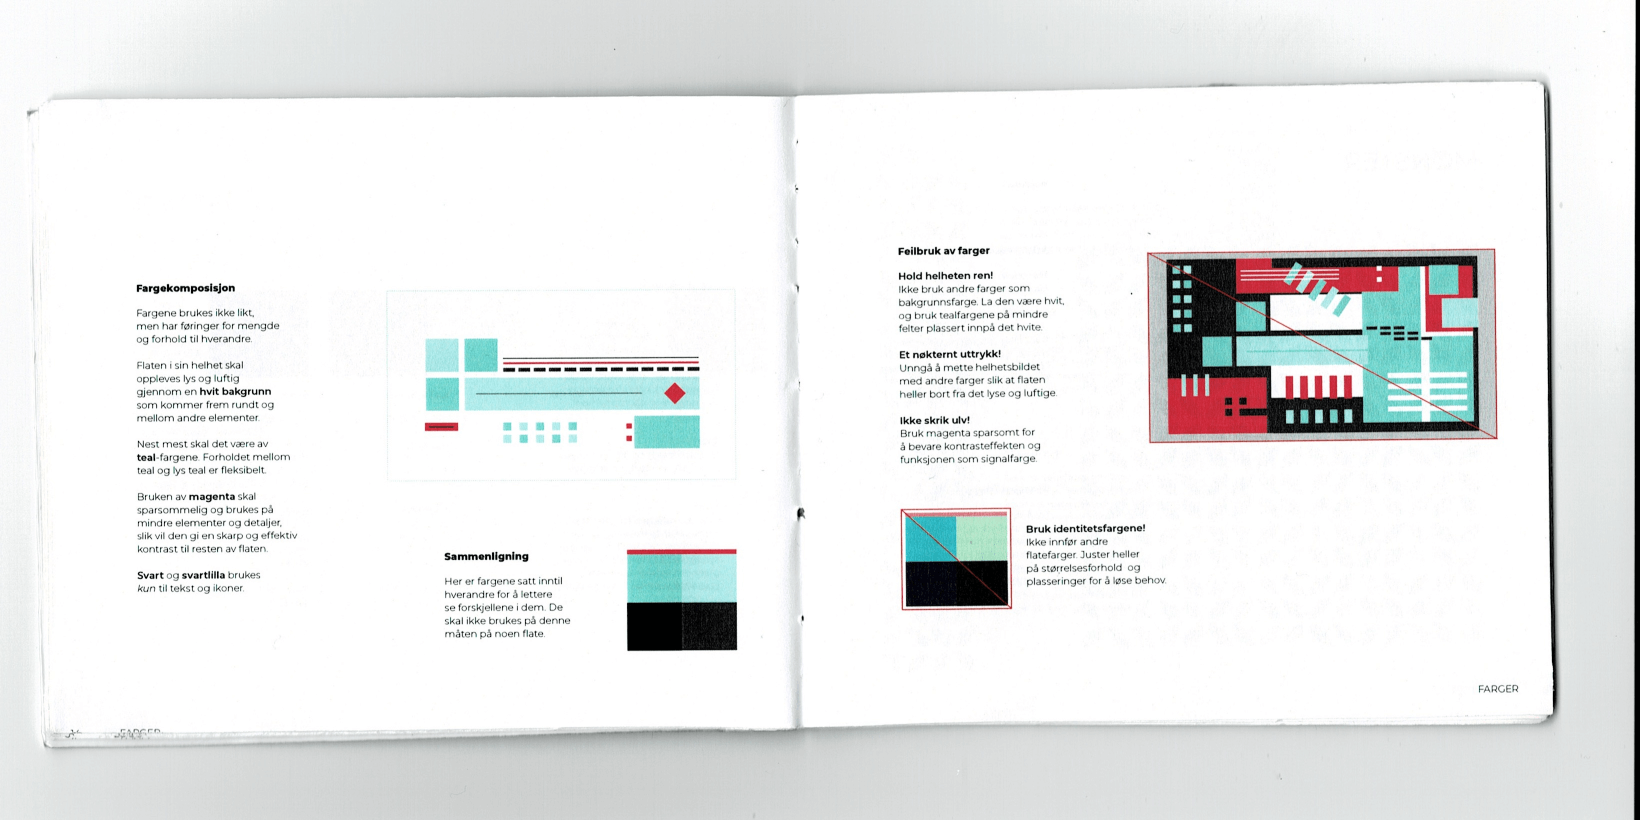 Fargekomposisjon
Fargene brukes ikke likt,
men har føringer for mengde
og forhold til hverandre.
Flaten i sin helhet skal
oppleves lys og luftig
gjennom en hvit bakgrunn
som kommer frem rundt og
mellom andre elementer.
Nest mest skal det være av
teal-fargene. Forholdet mellom
teal og lys teal er fleksibelt.
Bruken av magenta skal
sparsommelig og brukes på
mindre elementer og detaljer,
slik vil den gi en skarp og effektiv
kontrast til resten av flaten.
Svart og svartlilla brukes
kun til tekst og ikoner.
Sammenligning
Her er fargene satt inntil
hverandre for å lettere
se forskjellene i dem. De
skal ikke brukes på denne
måten på noen flate.
FARGER
Feilbruk av farger
Hold helheten ren!
Ikke bruk andre farger som
bakgrunnsfarge. La den være hvit,
og bruk tealfargene på mindre
felter plassert innpå det hvite.
Et nøkternt uttrykk!
Unngå å mette helhetsbildet
med andre farger slik at flaten
heller bort fra det lyse og luftige.
Ikke skrik ulv!
Bruk magenta sparsomt for
å bevare kontrasteffekten og
funksjonen som signalfarge.
Bruk identitetsfargene!
Ikke innfør andre
flatefarger. Juster heller
på størrelsesforhold og
plasseringer for å løse behov.
FARGER